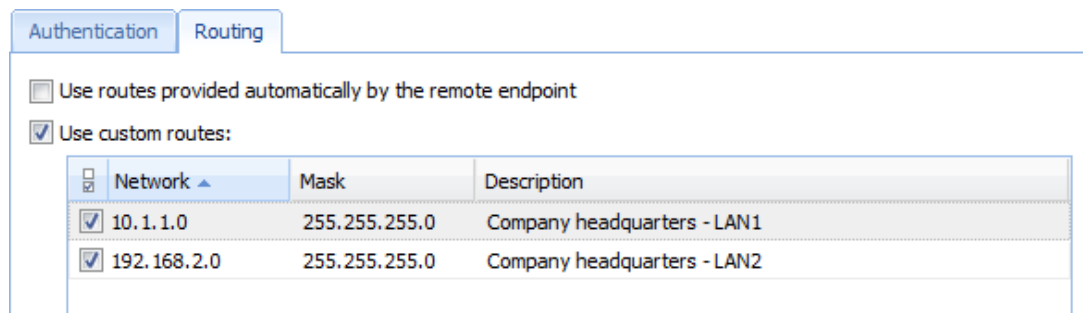 Authentication Routing
Use routes provided automatically by the remote endpoint
Use custom routes:
Network Mask Description
10.1.1.0 255.255.255.0 Company headquarters - LAN1
192.168.2.0 255.255.255.0 Company headquarters - LAN2